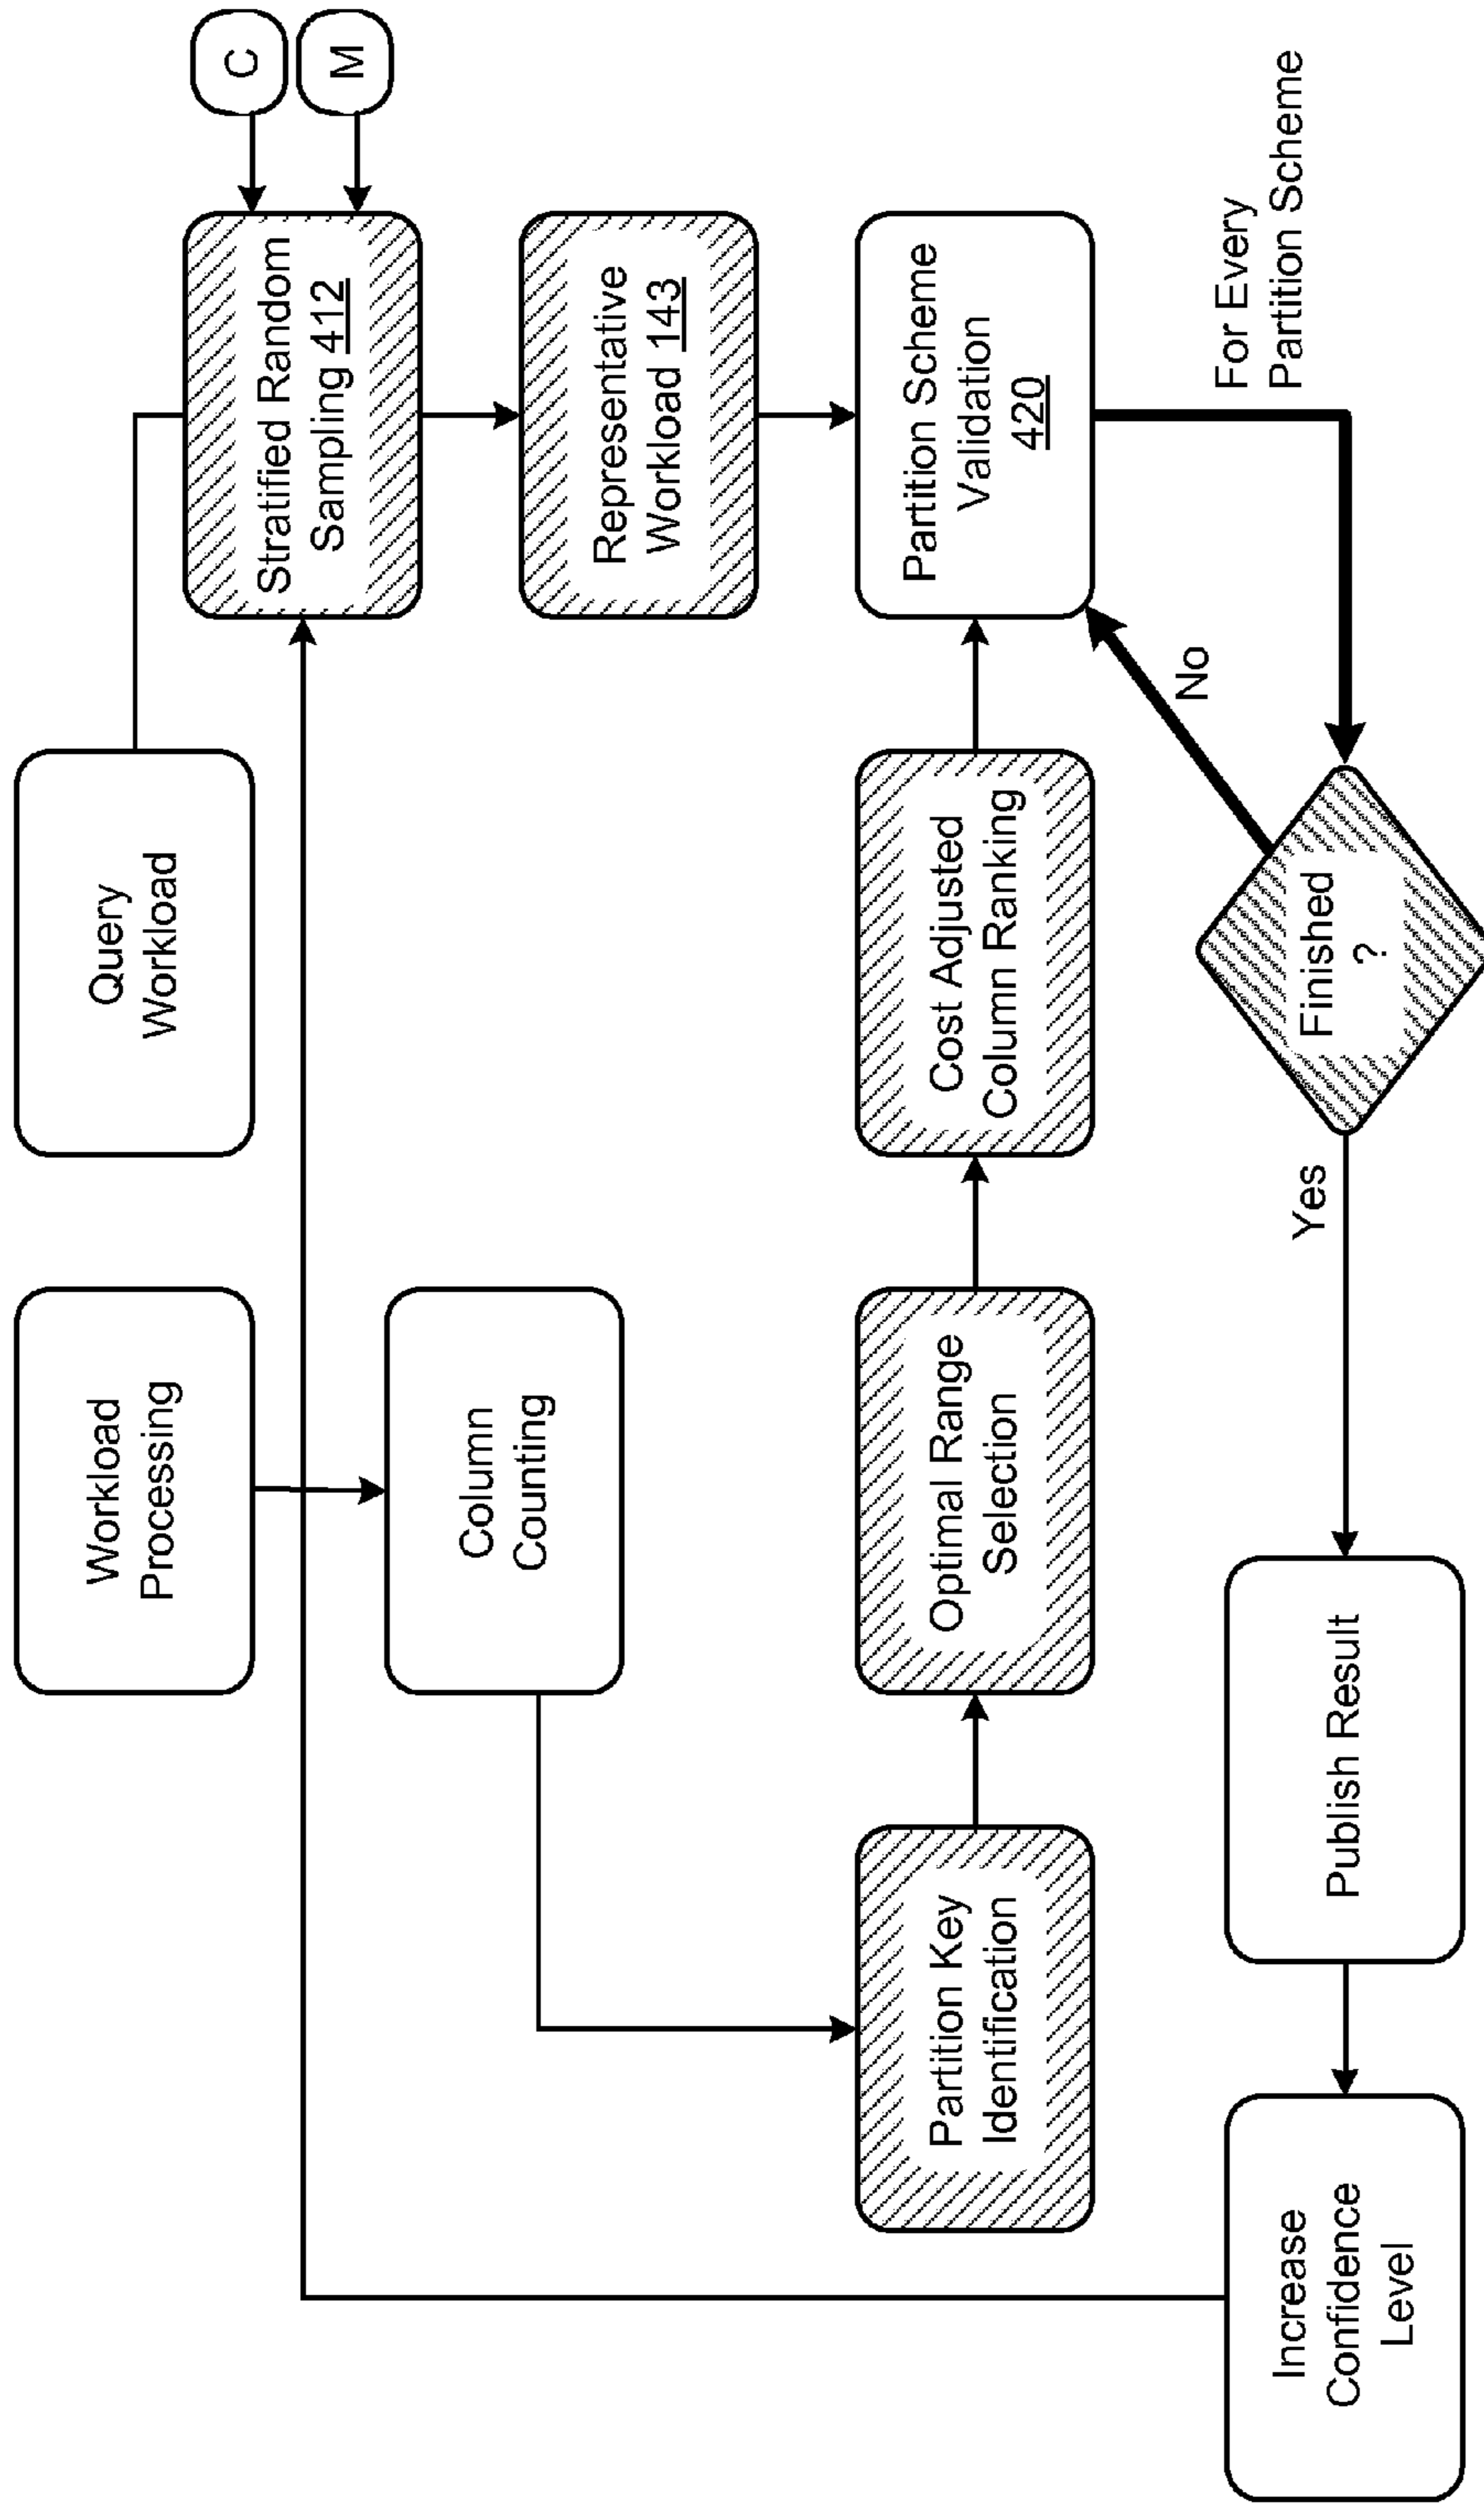 C
M
Query
Workload
Stratified Random
Sampling 412
Workload
Processing
Column
Counting
Representative
Workload 143
Partition Key
Identification
Optimal Range
Selection
Cost Adjusted
Column Ranking
Partition Scheme
Validation
420
For Every
Partition Scheme
No
Finished
?
Yes
Publish Result
Increase
Confidence
Level